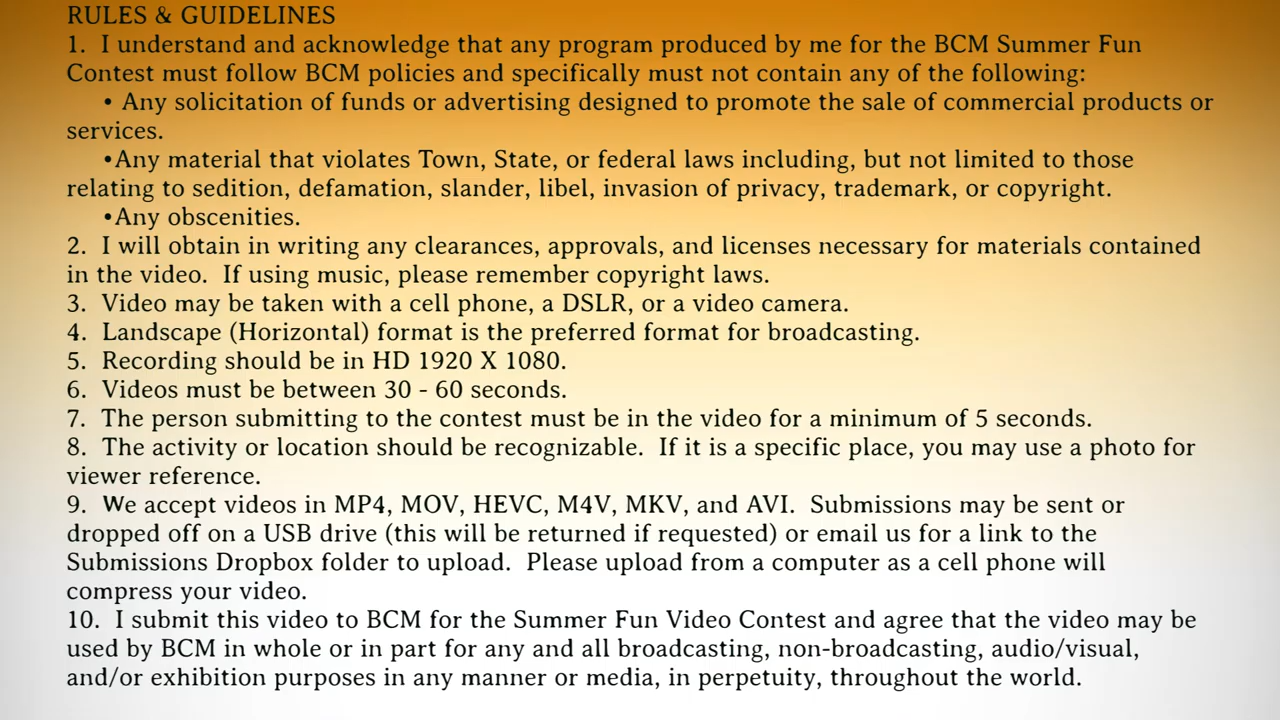 RULES & GUIDELINES
1.  I understand and acknowledge that any program produced by me for the BCM Summer Fun
Contest must follow BCM policies and specifically must not contain any of the following:
• Any solicitation of funds or advertising designed to promote the sale of commercial products or
services.
•Any material that violates Town, State, or federal laws including, but not limited to those
relating to sedition, defamation, slander, libel, invasion of privacy, trademark, or copyright.
•Any obscenities.
2.  I will obtain in writing any clearances, approvals, and licenses necessary for materials contained
in the video.  If using music, please remember copyright laws.
3.  Video may be taken with a cell phone, a DSLR, or a video camera.
4.  Landscape (Horizontal) format is the preferred format for broadcasting.
5.  Recording should be in HD 1920 X 1080.
6.  Videos must be between 30 - 60 seconds.
7.  The person submitting to the contest must be in the video for a minimum of 5 seconds.
8.  The activity or location should be recognizable.  If it is a specific place, you may use a photo for
viewer reference.
9.  We accept videos in MP4, MOV, HEVC, M4V, MKV, and AVI.  Submissions may be sent or
dropped off on a USB drive (this will be returned if requested) or email us for a link to the
Submissions Dropbox folder to upload.  Please upload from a computer as a cell phone will
compress your video.
10.  I submit this video to BCM for the Summer Fun Video Contest and agree that the video may be
used by BCM in whole or in part for any and all broadcasting, non-broadcasting, audio/visual,
and/or exhibition purposes in any manner or media, in perpetuity, throughout the world.